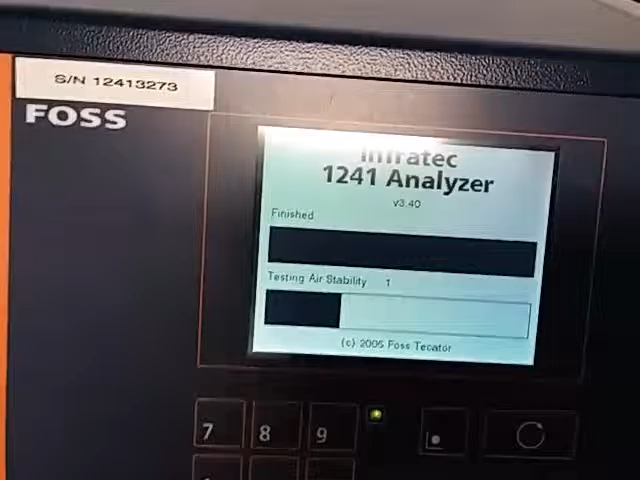 S/N 12413273
FOSS
Infratec
1241 Analyzer
v3.40
Finished
Testing Air Stability 1
(c) 2005 Foss Tecator
7 8 9